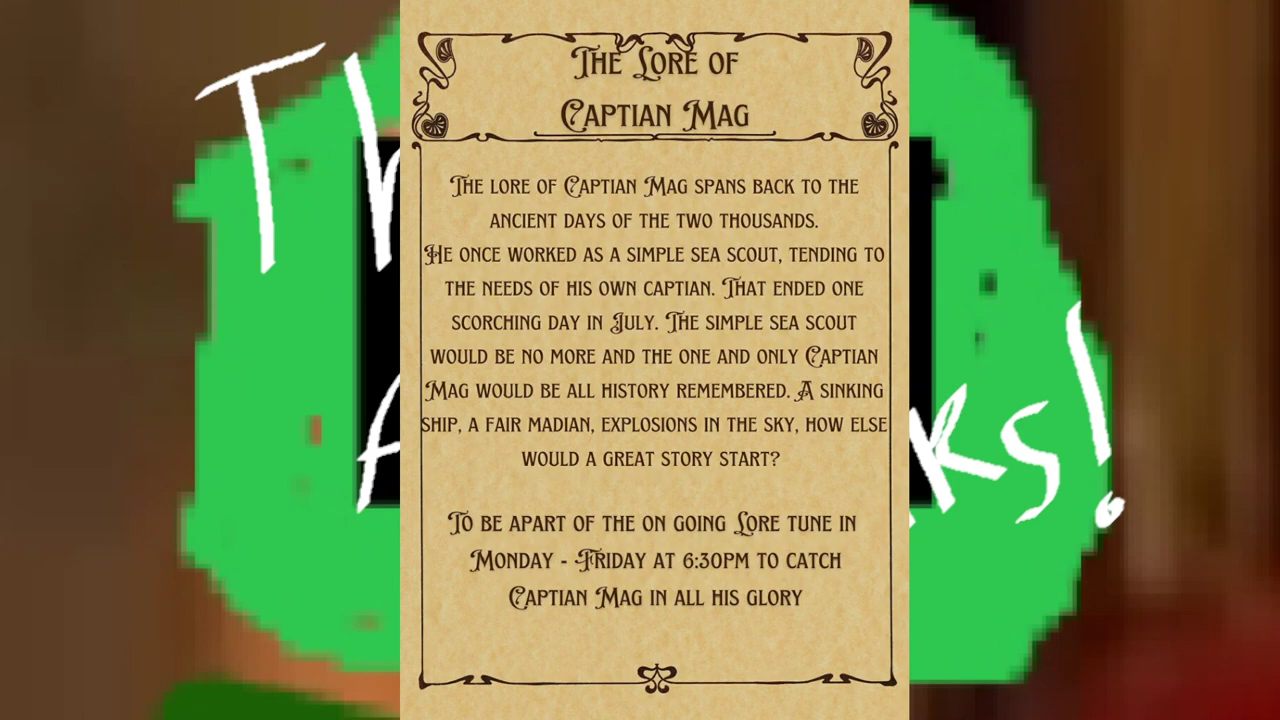 The Lore of
Captian Mag
The lore of Captian Mag spans back to the
ancient days of the two thousands.
He once worked as a simple sea scout, tending to
the needs of his own captian. That ended one
scorching day in July. The simple sea scout
would be no more and the one and only Captian
Mag would be all history remembered. A sinking
ship, a fair madian, explosions in the sky, how else
would a great story start?
To be apart of the on going Lore tune in
Monday - Friday at 6:30pm to catch
Captian Mag in all his glory